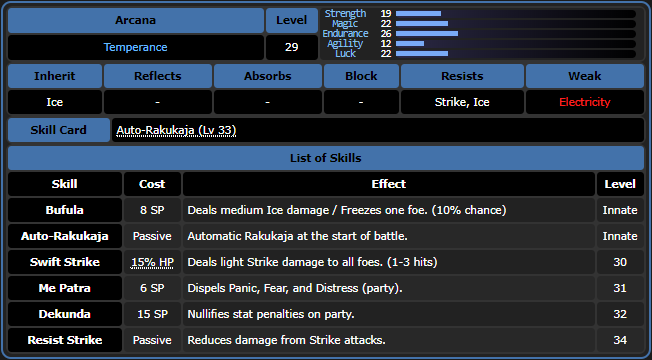 Arcana Level
Temperance 29
Strength 19
Magic 22
Endurance 26
Agility 12
Luck 22
Inherit Reflects Absorbs Block Resists Weak
Ice - - - Strike, Ice Electricity
Skill Card Auto-Rakukaja (Lv 33)
List of Skills
Skill Cost Effect Level
Bufula 8 SP Deals medium Ice damage / Freezes one foe. (10% chance) Innate
Auto-Rakukaja Passive Automatic Rakukaja at the start of battle. Innate
Swift Strike 15% HP Deals light Strike damage to all foes. (1-3 hits) 30
Me Patra 6 SP Dispels Panic, Fear, and Distress (party). 31
Dekunda 15 SP Nullifies stat penalties on party. 32
Resist Strike Passive Reduces damage from Strike attacks. 34